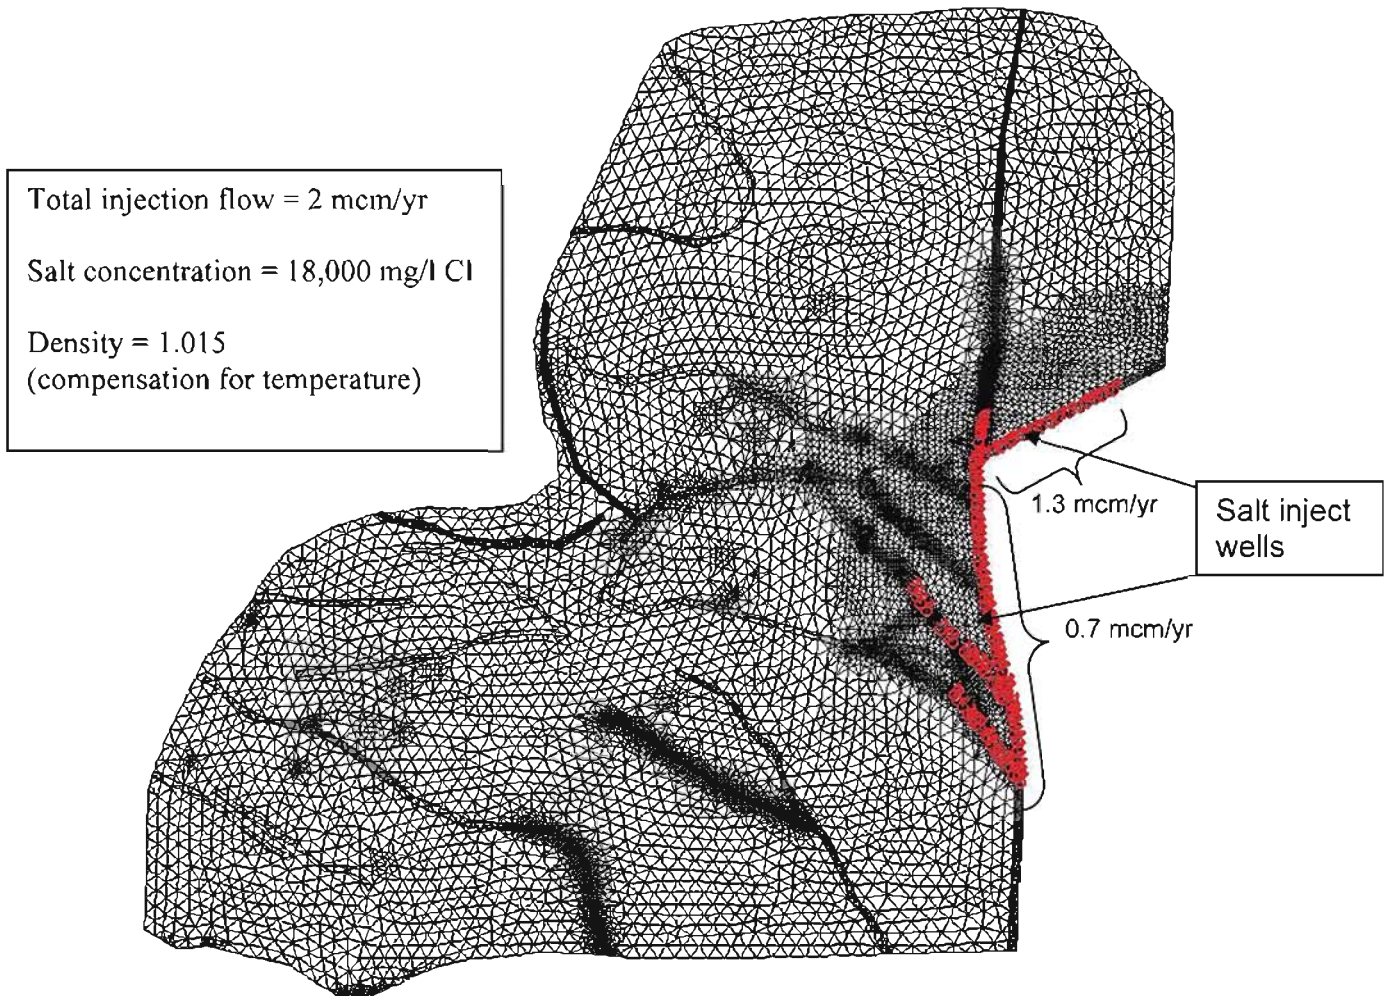 Total injection flow = 2 mcm/yr
Salt concentration = 18,000 mg/l Cl
Density = 1.015
(compensation for temperature)
1.3 mcm/yr
Salt inject
wells
0.7 mcm/yr